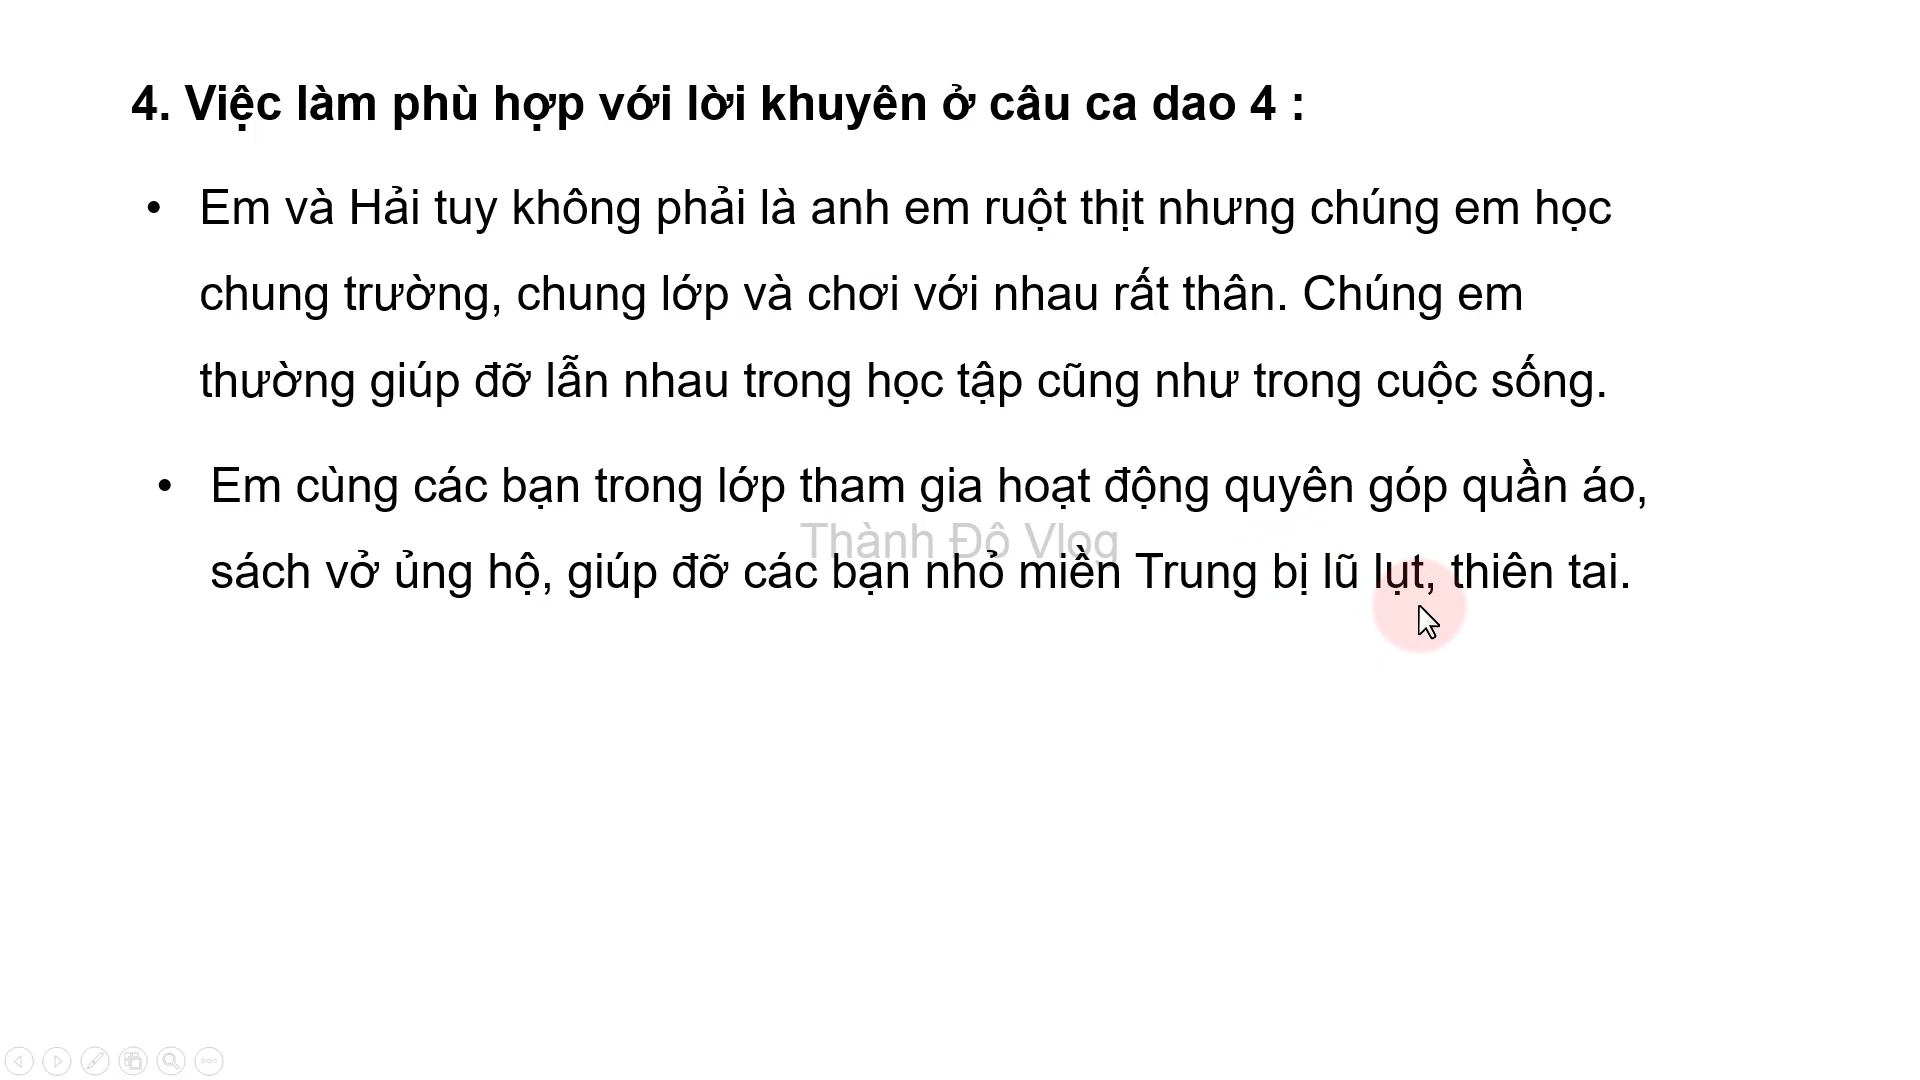 4. Việc làm phù hợp với lời khuyên ở câu ca dao 4 :
• Em và Hải tuy không phải là anh em ruột thịt nhưng chúng em học
chung trường, chung lớp và chơi với nhau rất thân. Chúng em
thường giúp đỡ lẫn nhau trong học tập cũng như trong cuộc sống.
• Em cùng các bạn trong lớp tham gia hoạt động quyên góp quần áo,
Thành Đô Vlog
sách vở ủng hộ, giúp đỡ các bạn nhỏ miền Trung bị lũ lụt, thiên tai.